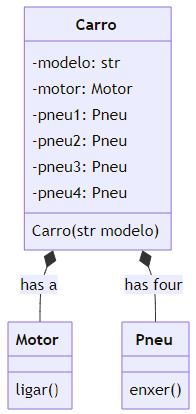 Carro
-modelo: str
-motor: Motor
-pneu1: Pneu
-pneu2: Pneu
-pneu3: Pneu
-pneu4: Pneu
Carro(str modelo)
has a
has four
Motor
ligar()
Pneu
enxer()